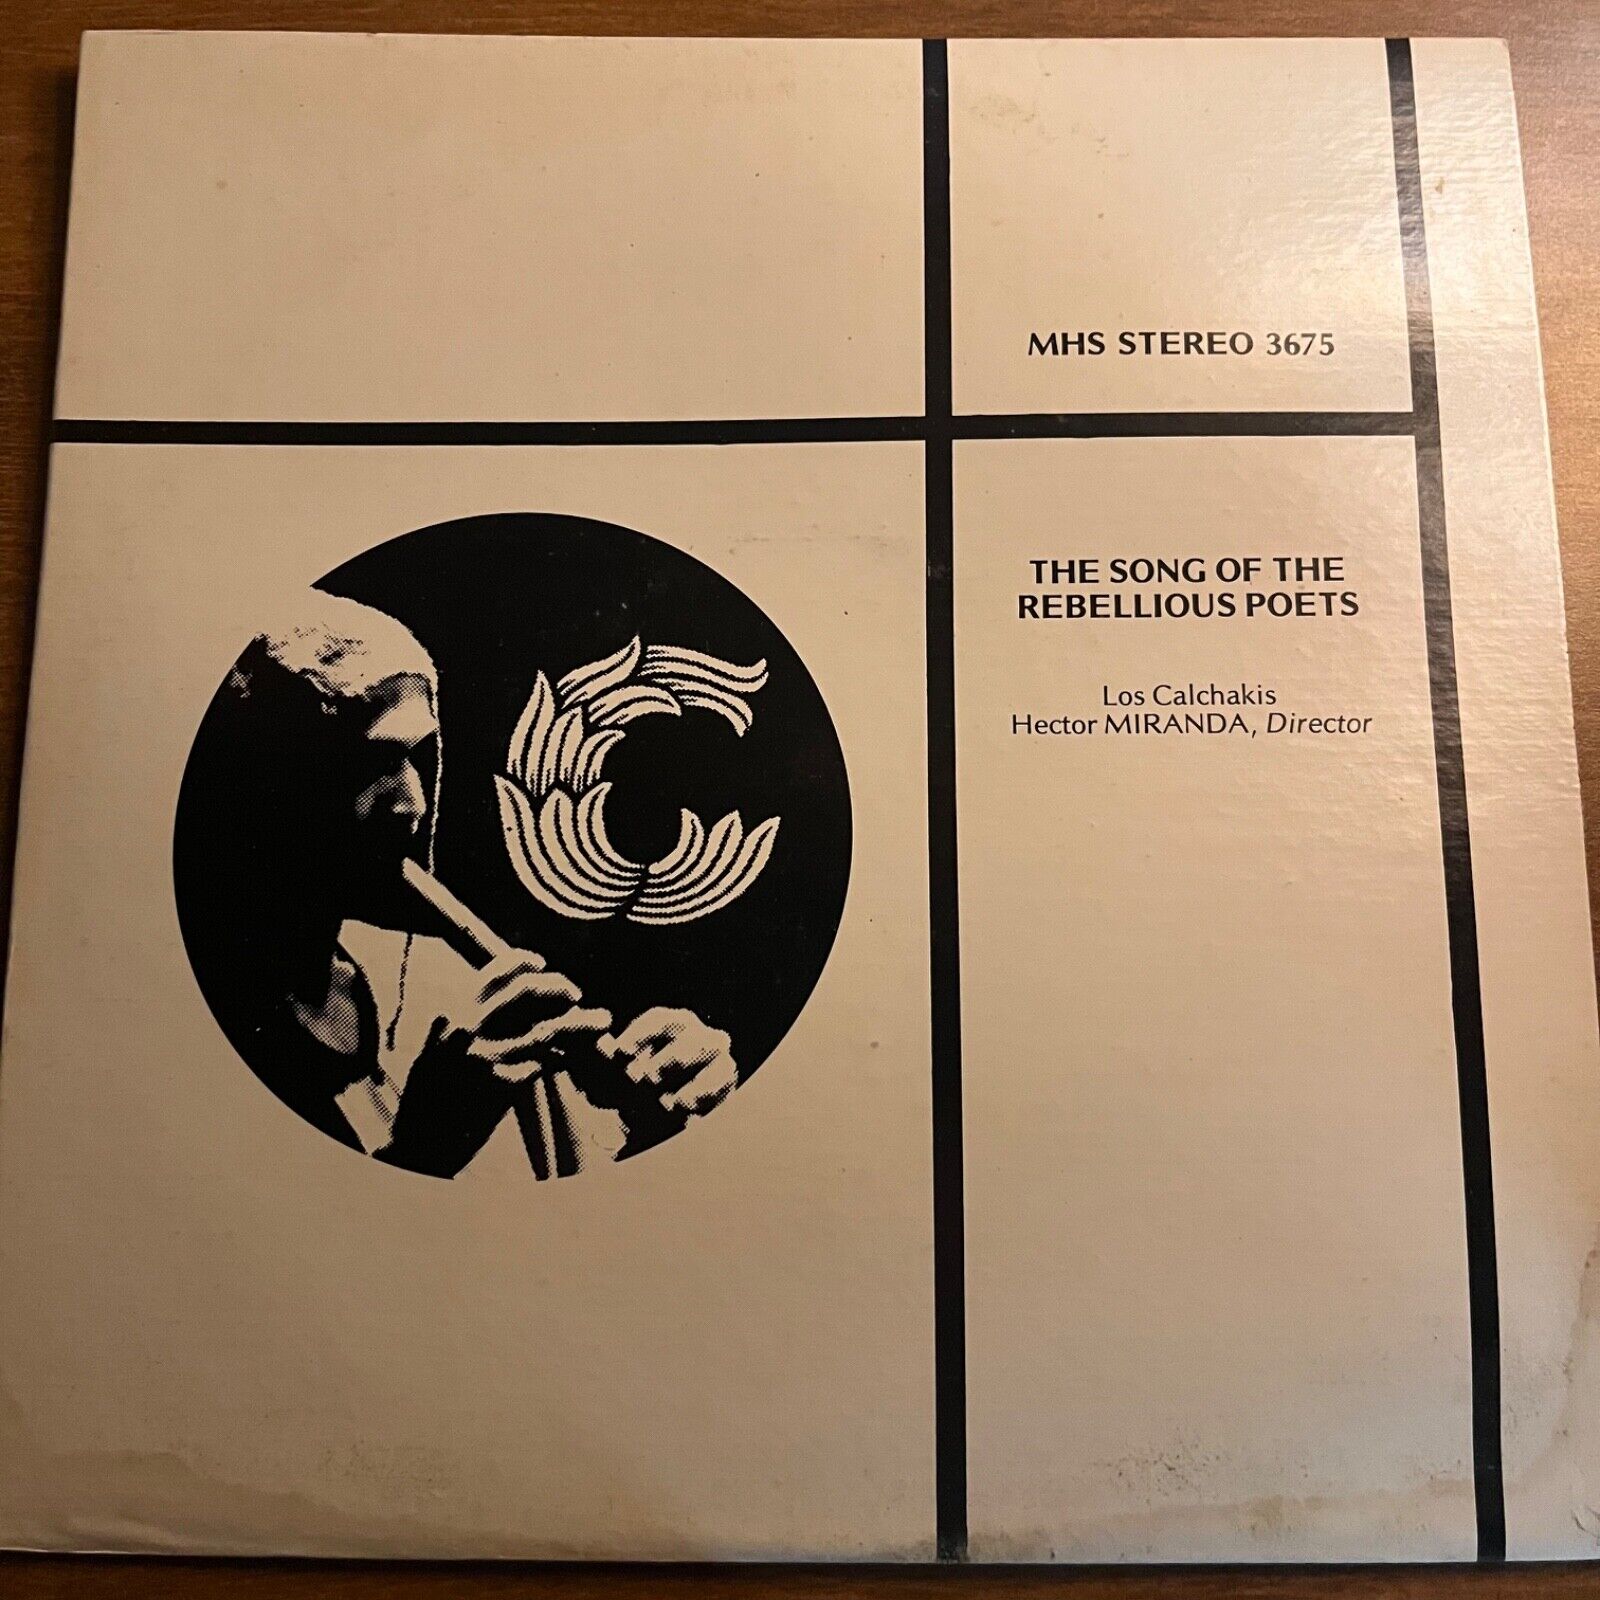 MHS STEREO 3675
THE SONG OF THE
REBELLIOUS POETS
Los Calchakis
Hector MIRANDA, Director